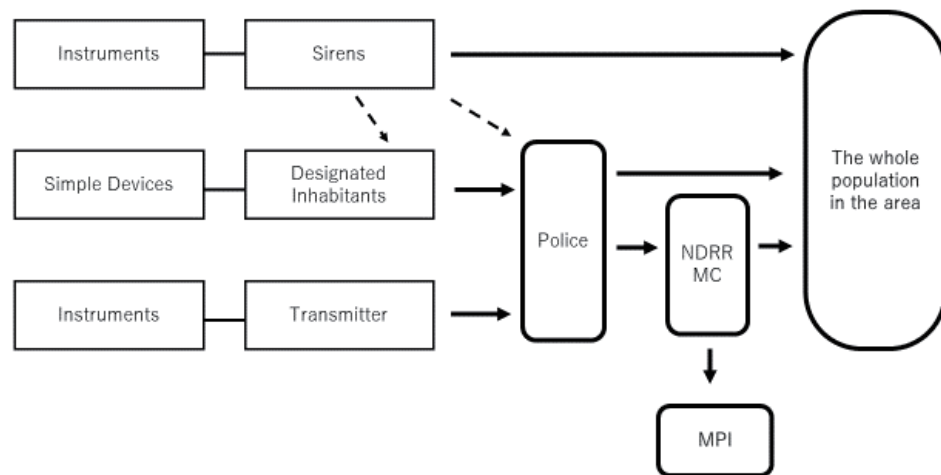 Instruments
Sirens
Simple Devices
Designated
Inhabitants
Instruments
Transmitter
Police
NDRR
MC
MPI
The whole
population
in the area